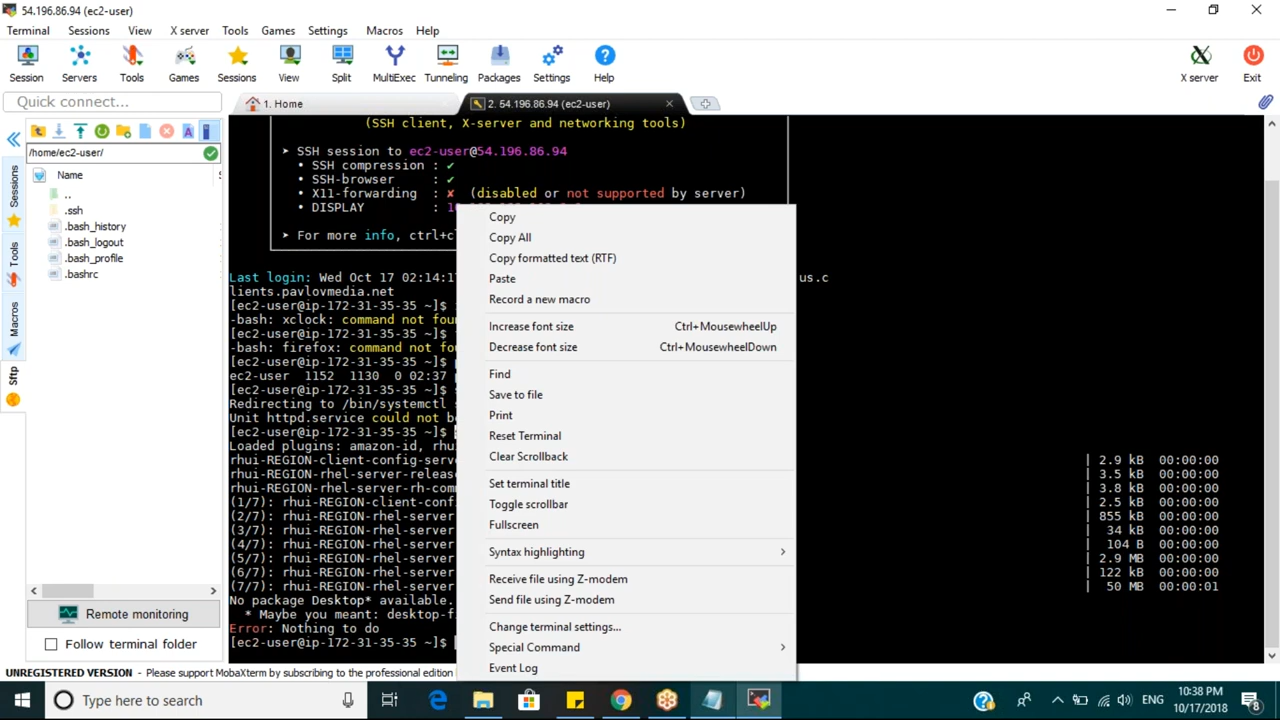 54.196.86.94 (ec2-user)
Terminal Sessions View X server Tools Games Settings Macros Help
Session Servers Tools Games Sessions View Split MultiExec Tunneling Packages Settings Help X server Exit
Quick connect...
1. Home
2. 54.196.86.94 (ec2-user)
/home/ec2-user/
Name
..
.ssh
.bash_history
.bash_logout
.bash_profile
.bashrc
Sessions
Tools
Macros
Sftp
Remote monitoring
Follow terminal folder
(SSH client, X-server and networking tools)
➤ SSH session to ec2-user@54.196.86.94
• SSH compression : ✔
• SSH-browser : ✔
• X11-forwarding : ✘ (disabled or not supported by server)
• DISPLAY : 
➤ For more info, ctrl+c
Last login: Wed Oct 17 02:14:17 us.c
lients.pavlovmedia.net
[ec2-user@ip-172-31-35-35 ~]$
-bash: xclock: command not fou
[ec2-user@ip-172-31-35-35 ~]$
-bash: firefox: command not fo
[ec2-user@ip-172-31-35-35 ~]$
ec2-user 1152 1130 0 02:37
[ec2-user@ip-172-31-35-35 ~]$
Redirecting to /bin/systemctl
Unit httpd.service could not b
[ec2-user@ip-172-31-35-35 ~]$
Loaded plugins: amazon-id, rhu
rhui-REGION-client-config-serv | 2.9 kB 00:00:00
rhui-REGION-rhel-server-releas | 3.5 kB 00:00:00
rhui-REGION-rhel-server-rh-com | 3.8 kB 00:00:00
(1/7): rhui-REGION-client-conf | 2.5 kB 00:00:00
(2/7): rhui-REGION-rhel-server | 855 kB 00:00:00
(3/7): rhui-REGION-rhel-server | 34 kB 00:00:00
(4/7): rhui-REGION-rhel-server | 104 B 00:00:00
(5/7): rhui-REGION-rhel-server | 2.9 MB 00:00:00
(6/7): rhui-REGION-rhel-server | 122 kB 00:00:00
(7/7): rhui-REGION-rhel-server | 50 MB 00:00:01
No package Desktop* available.
* Maybe you meant: desktop-f
Error: Nothing to do
[ec2-user@ip-172-31-35-35 ~]$
Copy
Copy All
Copy formatted text (RTF)
Paste
Record a new macro
Increase font size Ctrl+MousewheelUp
Decrease font size Ctrl+MousewheelDown
Find
Save to file
Print
Reset Terminal
Clear Scrollback
Set terminal title
Toggle scrollbar
Fullscreen
Syntax highlighting
Receive file using Z-modem
Send file using Z-modem
Change terminal settings...
Special Command
Event Log
UNREGISTERED VERSION - Please support MobaXterm by subscribing to the professional edition
Type here to search
ENG
10:38 PM
10/17/2018
8